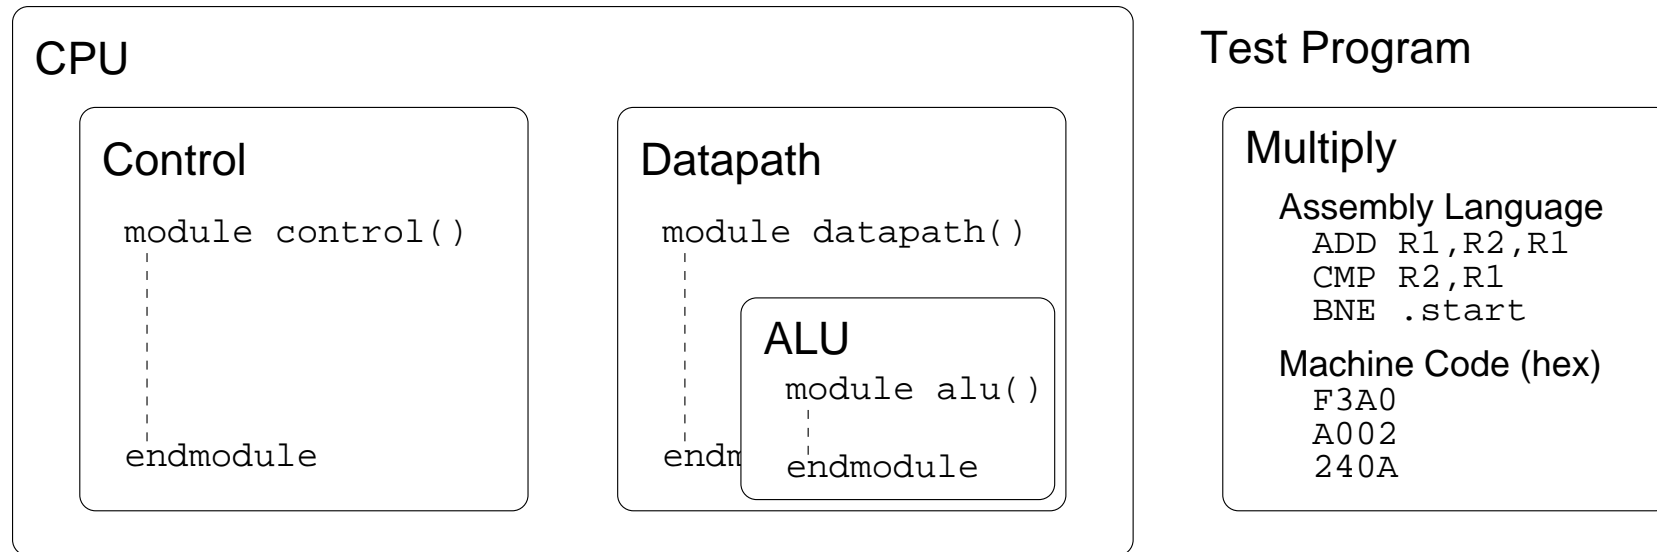 CPU
Control
module control()
endmodule
Datapath
module datapath()
endm
ALU
module alu()
endmodule
Test Program
Multiply
Assembly Language
ADD R1,R2,R1
CMP R2,R1
BNE .start
Machine Code (hex)
F3A0
A002
240A